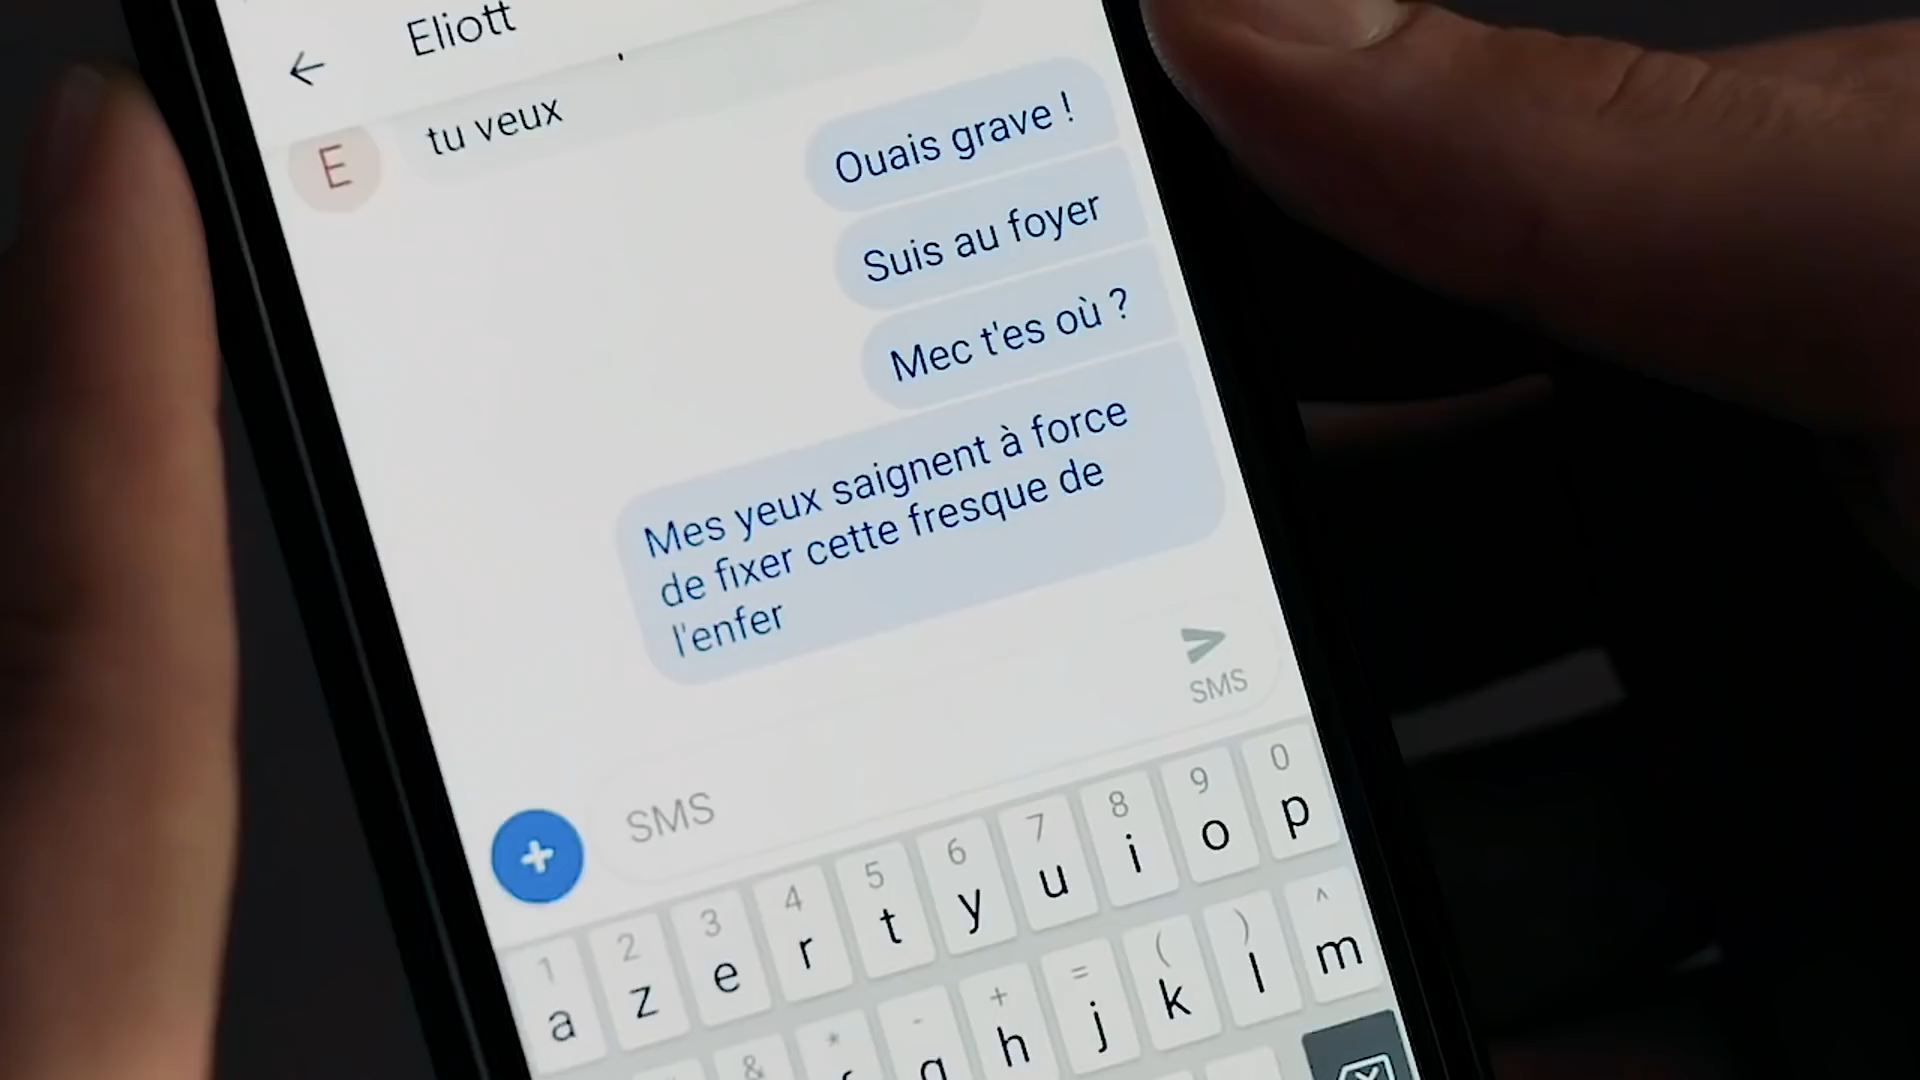 Eliott
tu veux
E
Ouais grave !
Suis au foyer
Mec t'es où ?
Mes yeux saignent à force
de fixer cette fresque de
l'enfer
SMS
SMS
1 2 3 4 5 6 7 8 9 0
a z e r t y u i o p
& * - + = ( ) ^
g h j k l m